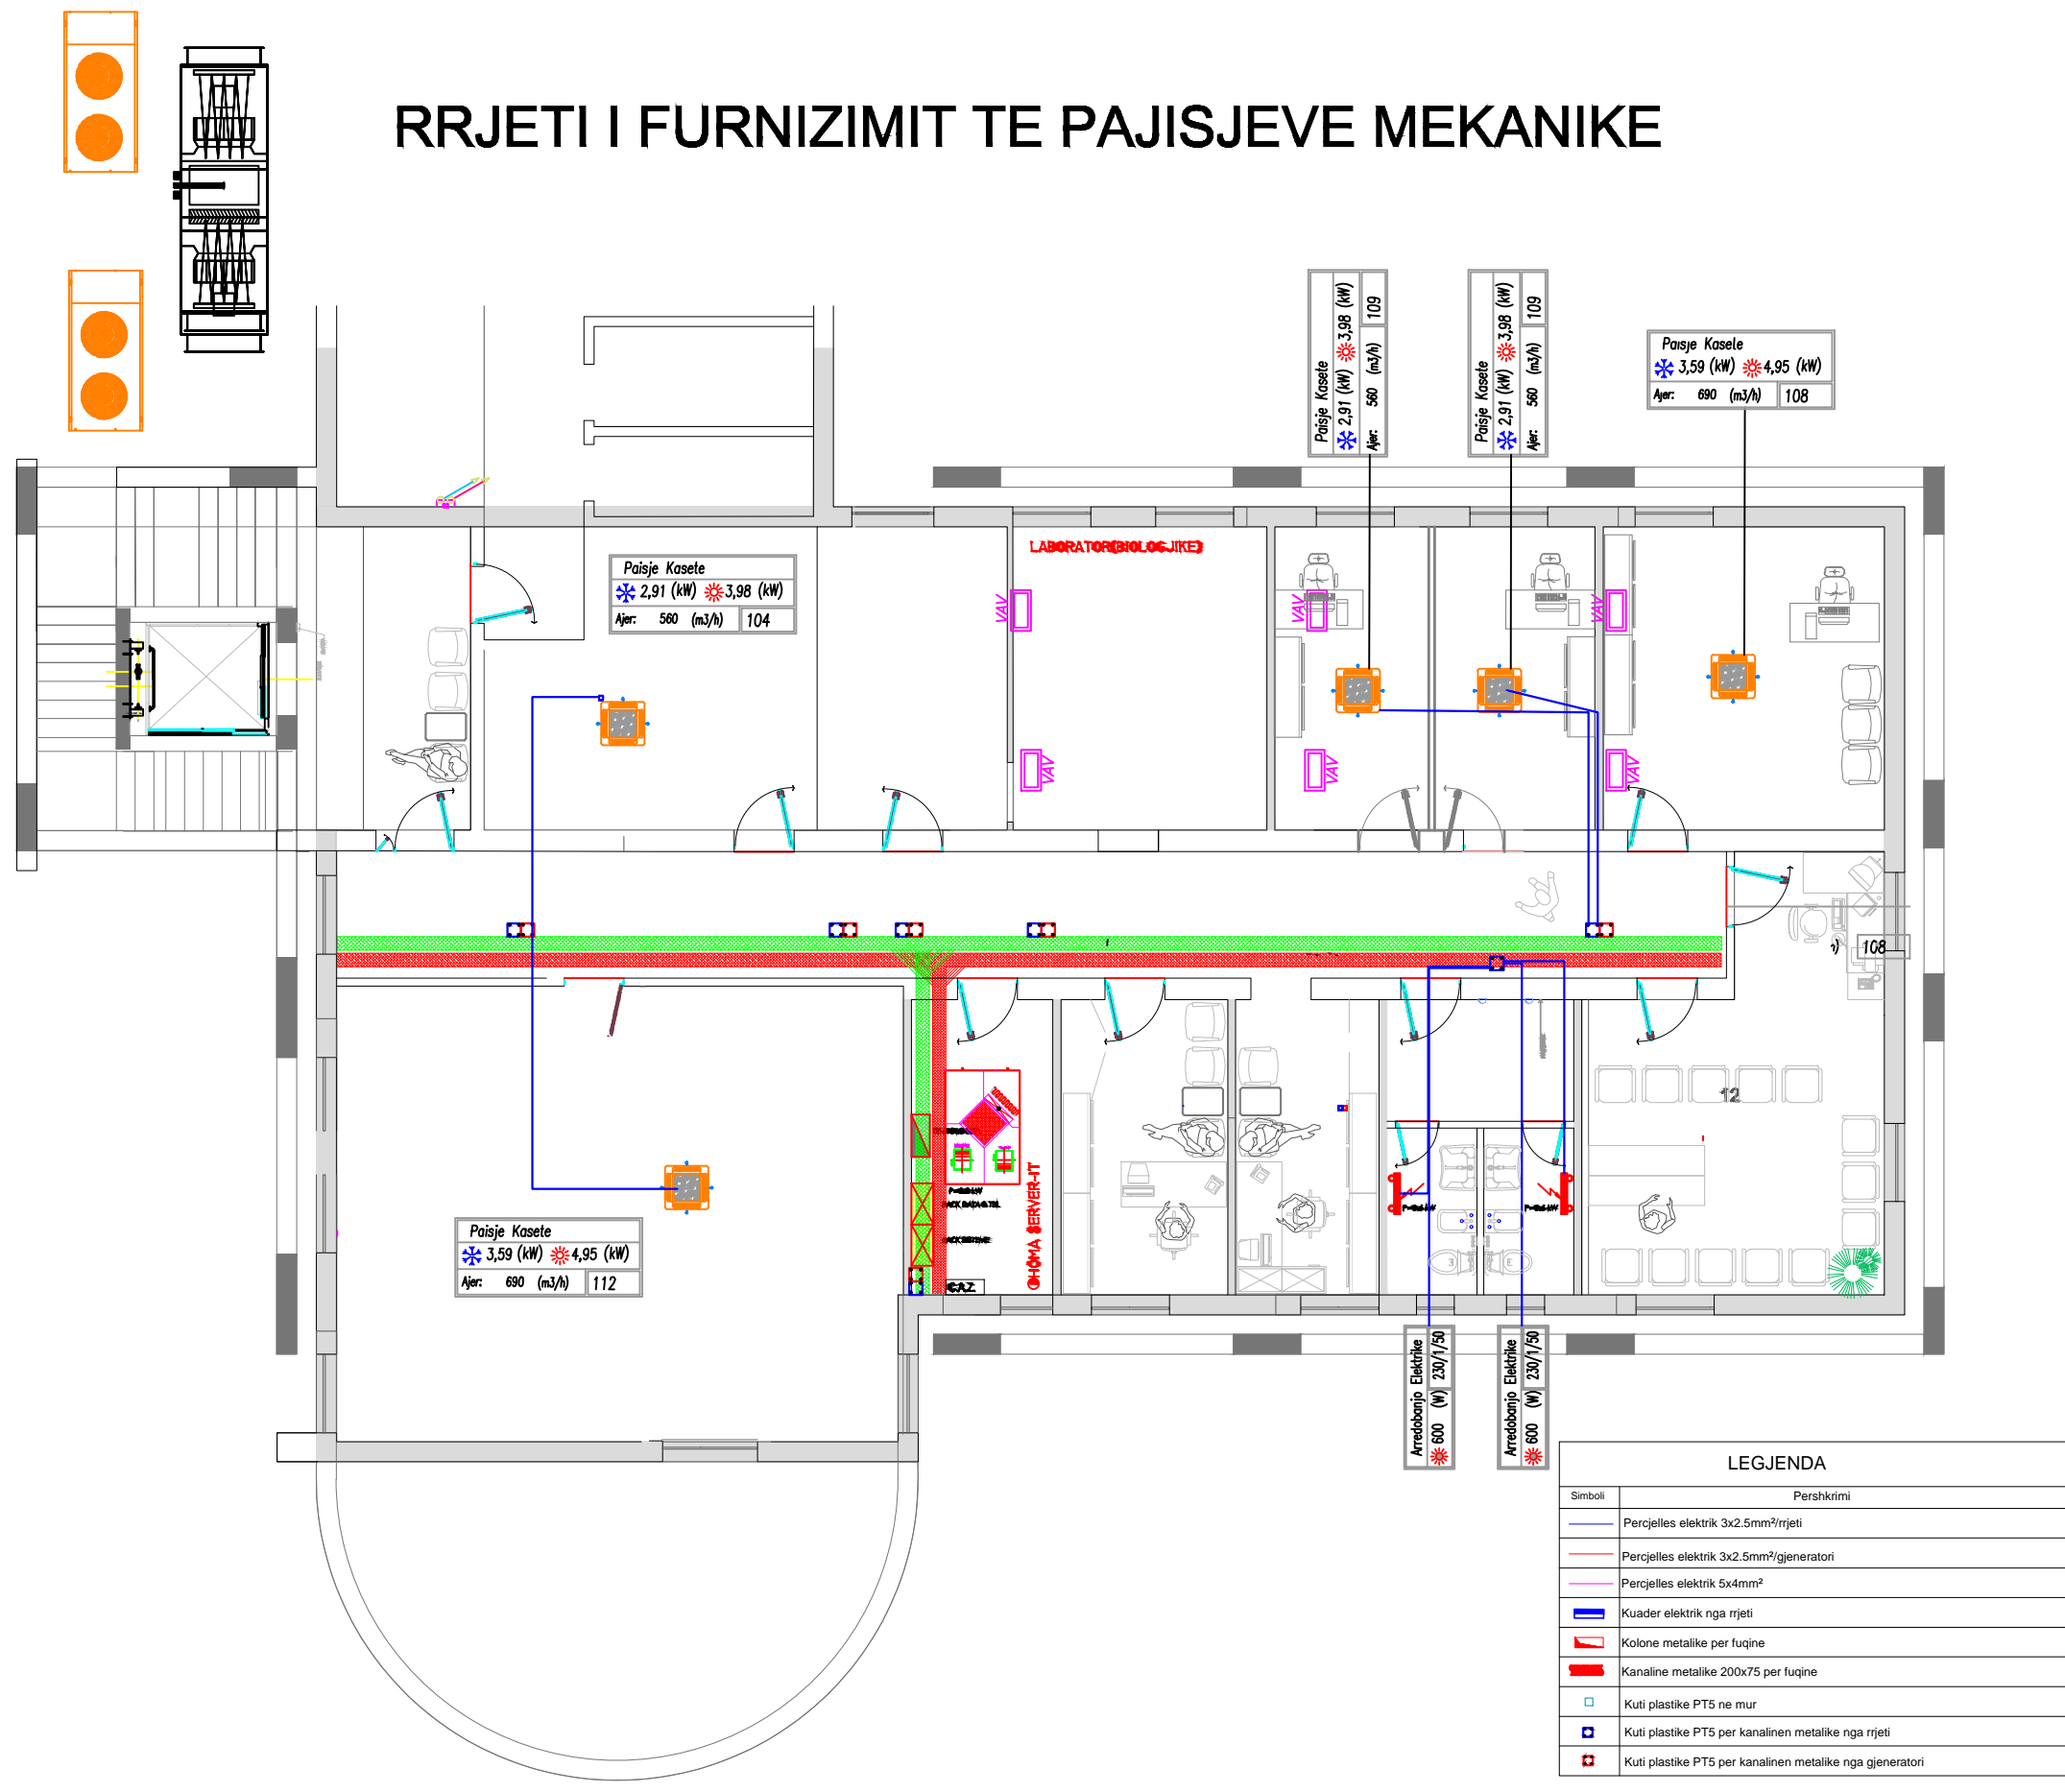 RRJETI I FURNIZIMIT TE PAJISJEVE MEKANIKE
Paisje Kasete
2,91 (kW) 3,98 (kW)
Ajer: 560 (m3/h) 109
Paisje Kasete
2,91 (kW) 3,98 (kW)
Ajer: 560 (m3/h) 109
Paisje Kasete
3,59 (kW) 4,95 (kW)
Ajer: 690 (m3/h) 108
LABORATOR(BIOLOGJIKE)
Paisje Kasete
2,91 (kW) 3,98 (kW)
Ajer: 560 (m3/h) 104
VAV
VAV
VAV
VAV
VAV
VAV
108
12
DHOMA SERVER-IT
Paisje Kasete
3,59 (kW) 4,95 (kW)
Ajer: 690 (m3/h) 112
Arredobanjo Elektrike
600 (W) 230/1/50
Arredobanjo Elektrike
600 (W) 230/1/50
LEGJENDA
Simboli Pershkrimi
Percjelles elektrik 3x2.5mm²/rrjeti
Percjelles elektrik 3x2.5mm²/gjeneratori
Percjelles elektrik 5x4mm²
Kuader elektrik nga rrjeti
Kolone metalike per fuqine
Kanaline metalike 200x75 per fuqine
Kuti plastike PT5 ne mur
Kuti plastike PT5 per kanalinen metalike nga rrjeti
Kuti plastike PT5 per kanalinen metalike nga gjeneratori